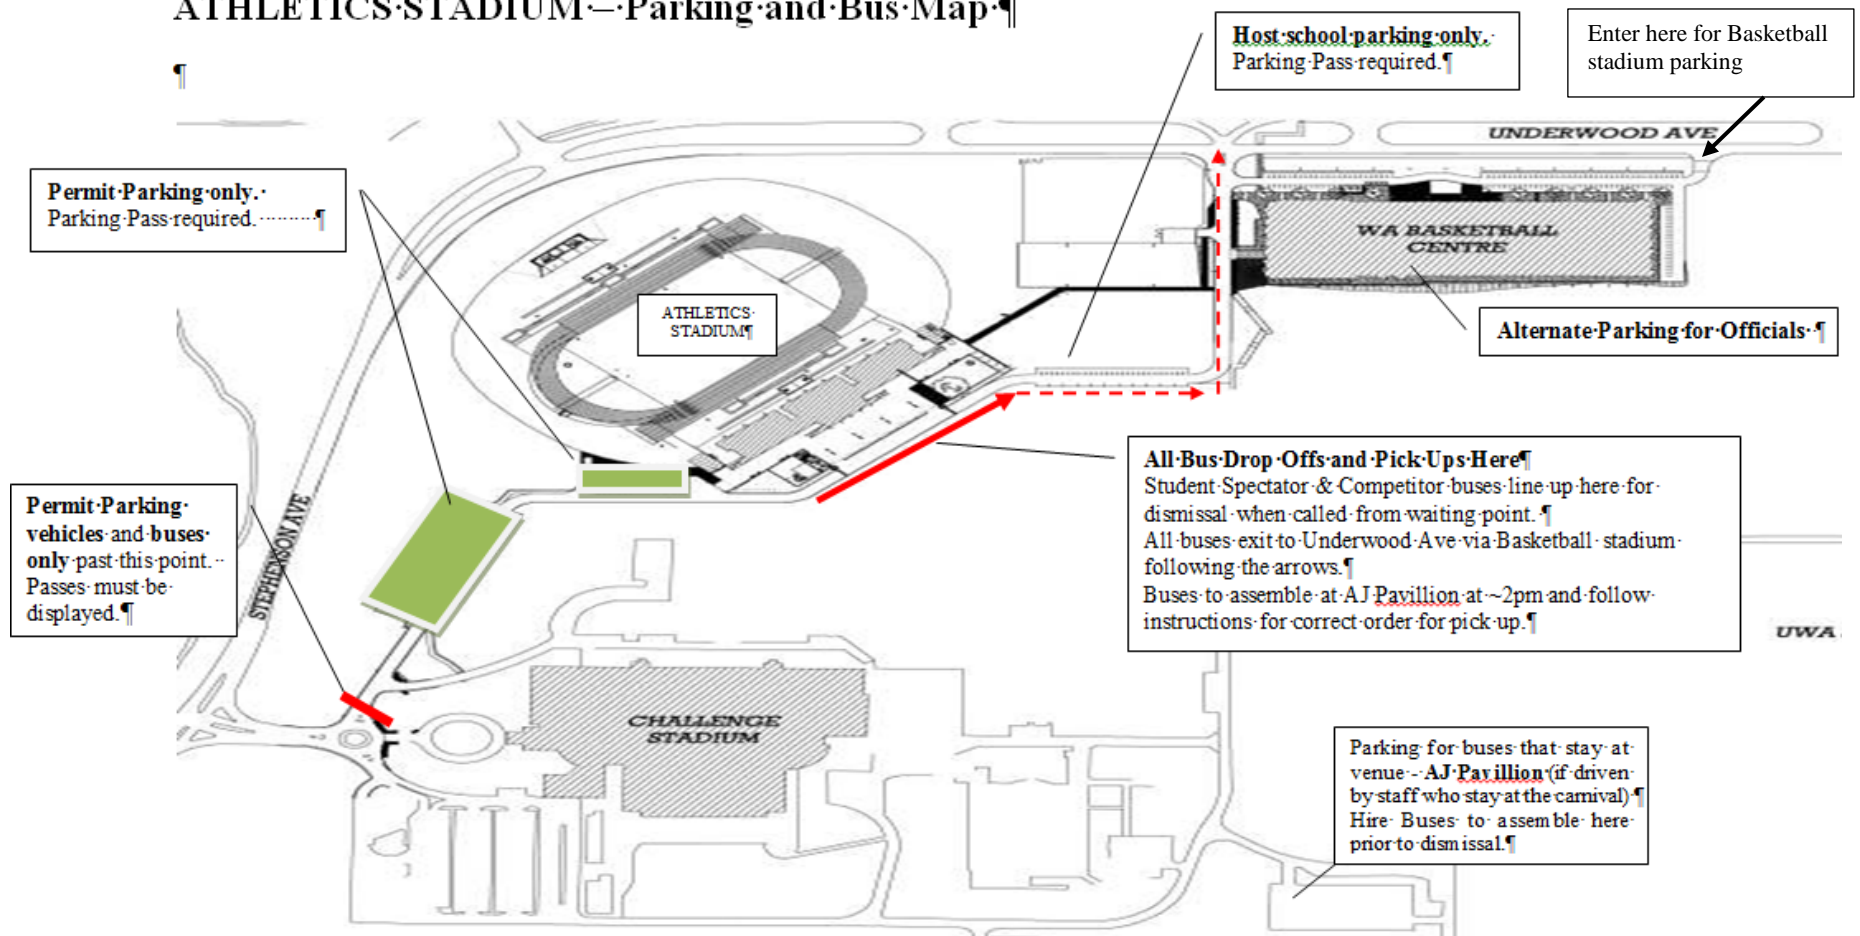 ATHLETICS·STADIUM·–·Parking·and·Bus·Map·¶
¶
Host·school·parking·only.·
Parking·Pass·required.¶
Enter here for Basketball
stadium parking
UNDERWOOD AVE
Permit·Parking·only.·
Parking·Pass·required.·········¶
WA BASKETBALL
CENTRE
ATHLETICS·
STADIUM¶
Alternate·Parking·for·Officials··¶
All·Bus·Drop·Offs·and·Pick·Ups·Here¶
Student·Spectator·&·Competitor·buses·line·up·here·for·
dismissal·when·called·from·waiting·point.·¶
All·buses·exit·to·Underwood·Ave·via·Basketball·stadium·
following·the·arrows.¶
Buses·to·assemble·at·AJ·Pavillion·at·~2pm·and·follow·
instructions·for·correct·order·for·pick·up.¶
Permit·Parking·
vehicles·and·buses·
only·past·this·point.··
Passes·must·be·
displayed.¶
STEPHENSON AVE
UWA
CHALLENGE
STADIUM
Parking·for·buses·that·stay·at·
venue·-·AJ·Pavillion·(if·driven·
by·staff·who·stay·at·the·carnival)·¶
Hire·Buses·to·assemble·here·
prior·to·dismissal.¶